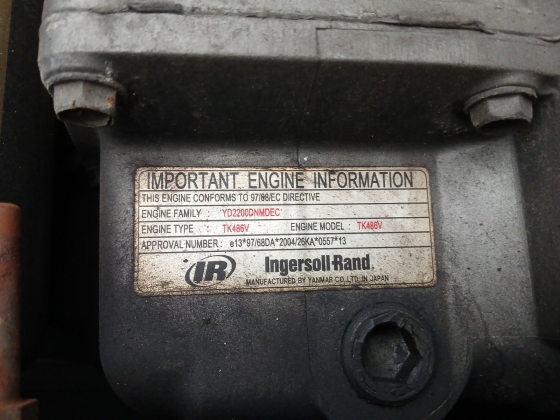 IMPORTANT ENGINE INFORMATION
THIS ENGINE CONFORMS TO 97/68/EC DIRECTIVE
ENGINE FAMILY : YD2200DNMDEC
ENGINE TYPE : TK486V ENGINE MODEL : TK486V
APPROVAL NUMBER : e13*97/68DA*2004/26KA*0557*13
IR Ingersoll-Rand
MANUFACTURED BY YANMAR CO.,LTD. IN JAPAN